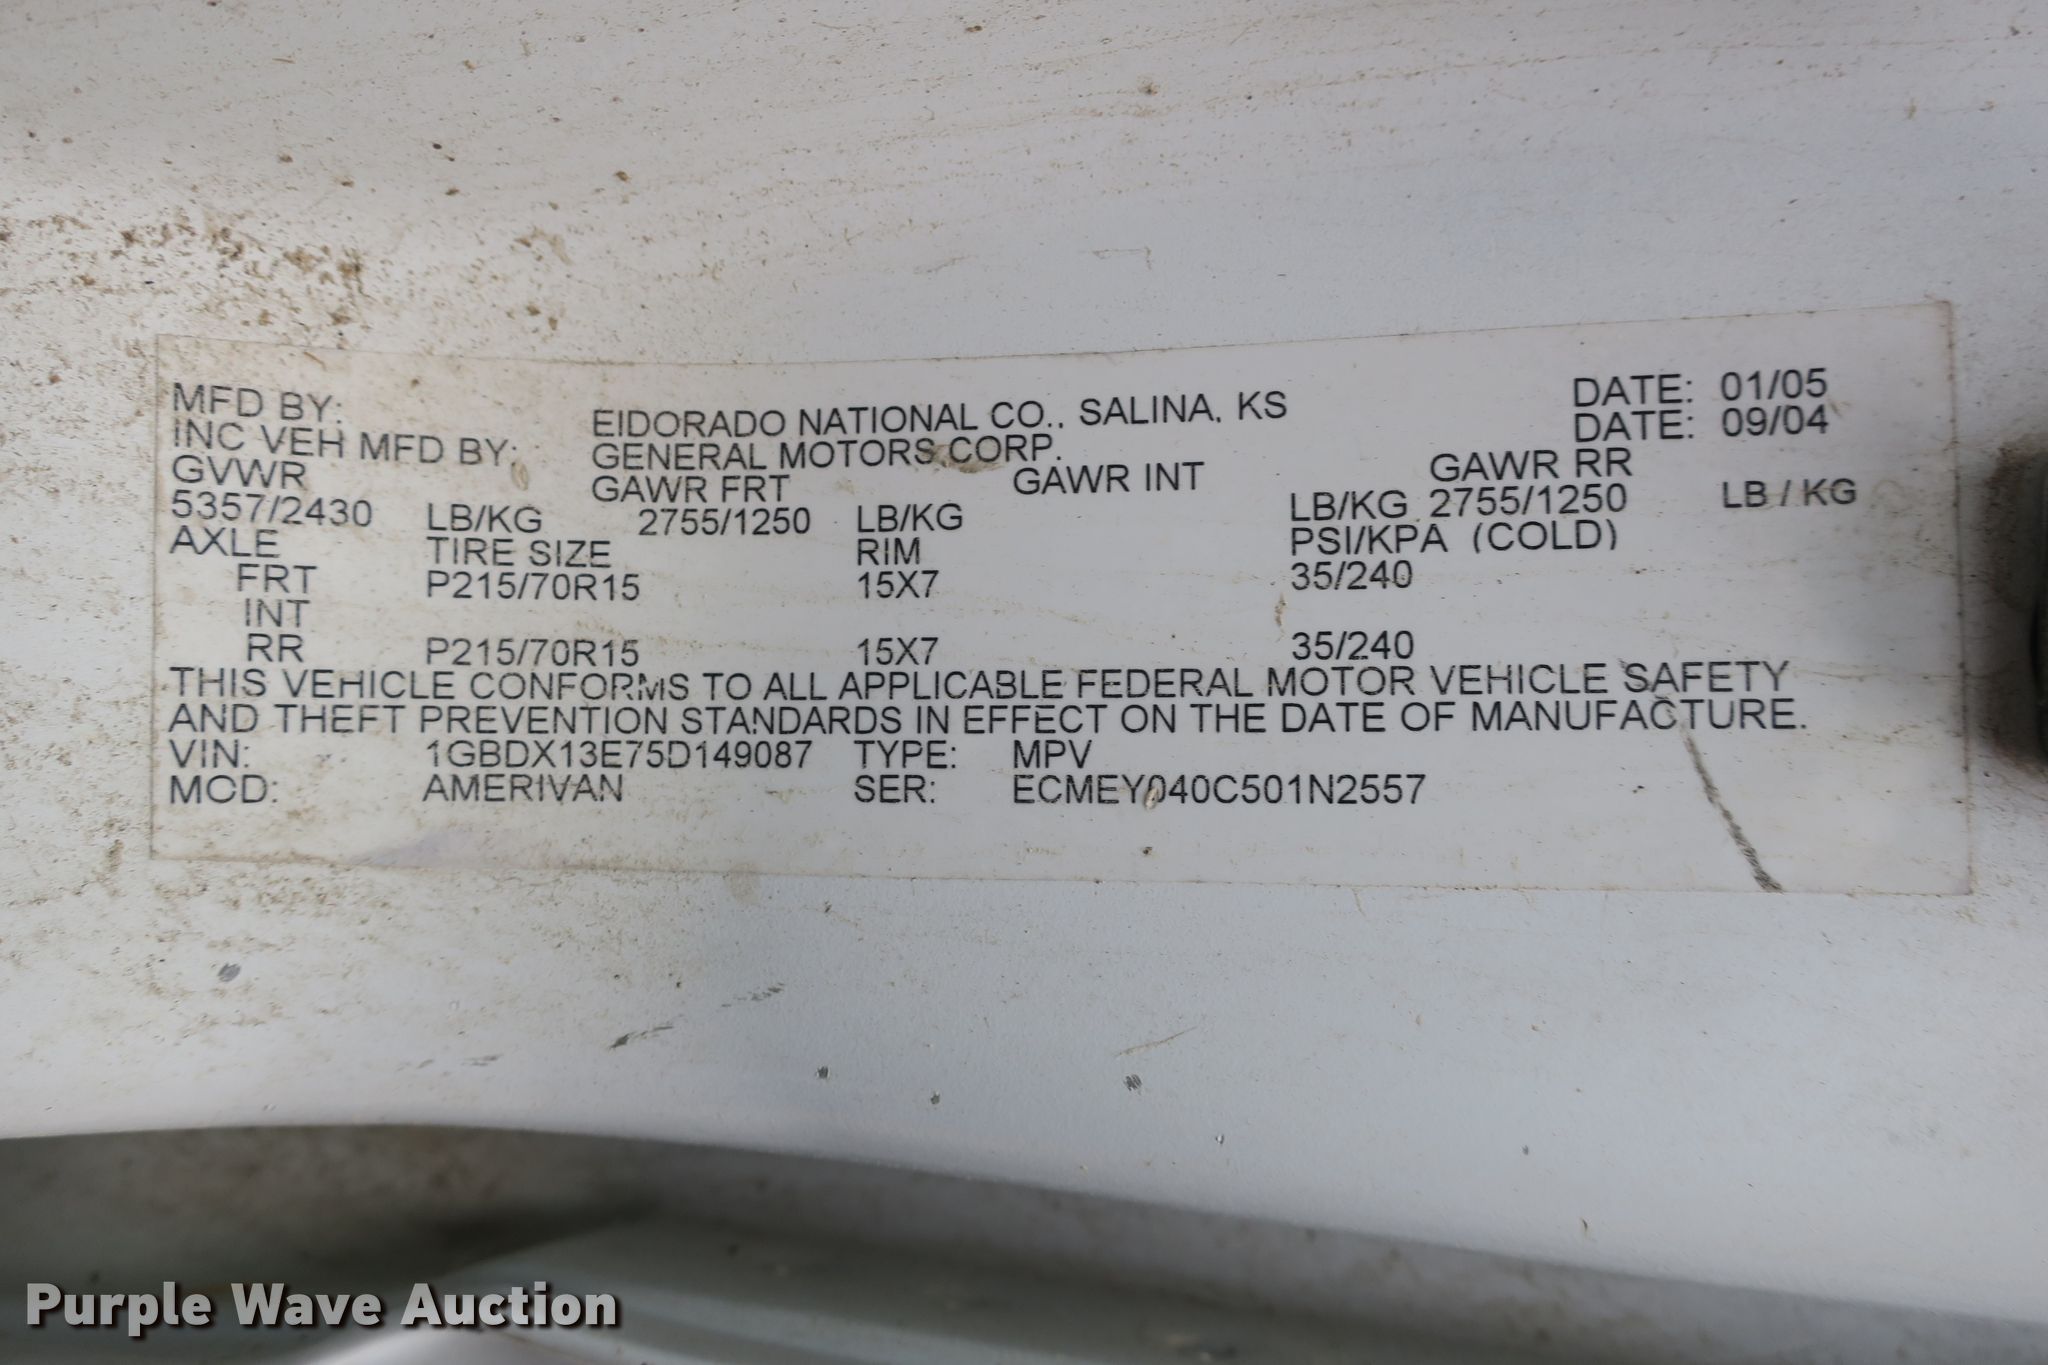 MFD BY: EIDORADO NATIONAL CO., SALINA, KS DATE: 01/05
INC VEH MFD BY: GENERAL MOTORS CORP. DATE: 09/04
GVWR GAWR FRT GAWR INT GAWR RR
5357/2430 LB/KG 2755/1250 LB/KG LB/KG 2755/1250 LB / KG
AXLE TIRE SIZE RIM PSI/KPA (COLD)
FRT P215/70R15 15X7 35/240
INT
RR P215/70R15 15X7 35/240
THIS VEHICLE CONFORMS TO ALL APPLICABLE FEDERAL MOTOR VEHICLE SAFETY
AND THEFT PREVENTION STANDARDS IN EFFECT ON THE DATE OF MANUFACTURE.
VIN: 1GBDX13E75D149087 TYPE: MPV
MOD: AMERIVAN SER: ECMEY040C501N2557
Purple Wave Auction